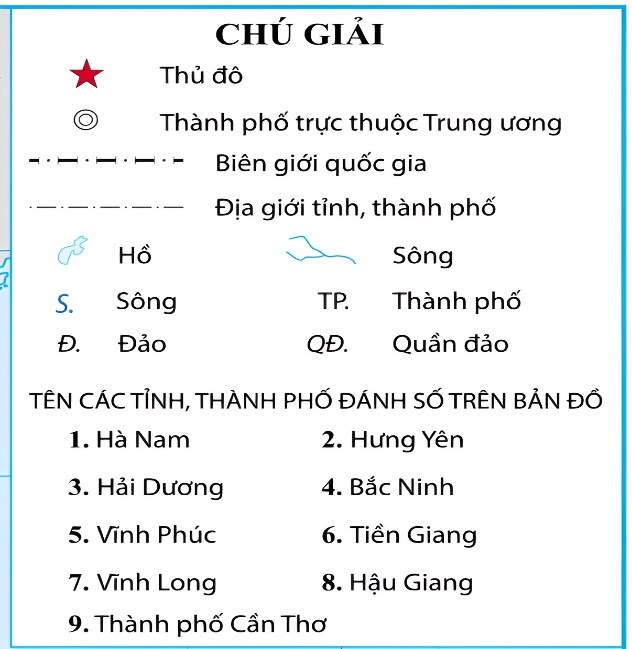 CHÚ GIẢI
Thủ đô
Thành phố trực thuộc Trung ương
Biên giới quốc gia
Địa giới tỉnh, thành phố
Hồ Sông
S. Sông TP. Thành phố
Đ. Đảo QĐ. Quần đảo
TÊN CÁC TỈNH, THÀNH PHỐ ĐÁNH SỐ TRÊN BẢN ĐỒ
1. Hà Nam 2. Hưng Yên
3. Hải Dương 4. Bắc Ninh
5. Vĩnh Phúc 6. Tiền Giang
7. Vĩnh Long 8. Hậu Giang
9. Thành phố Cần Thơ